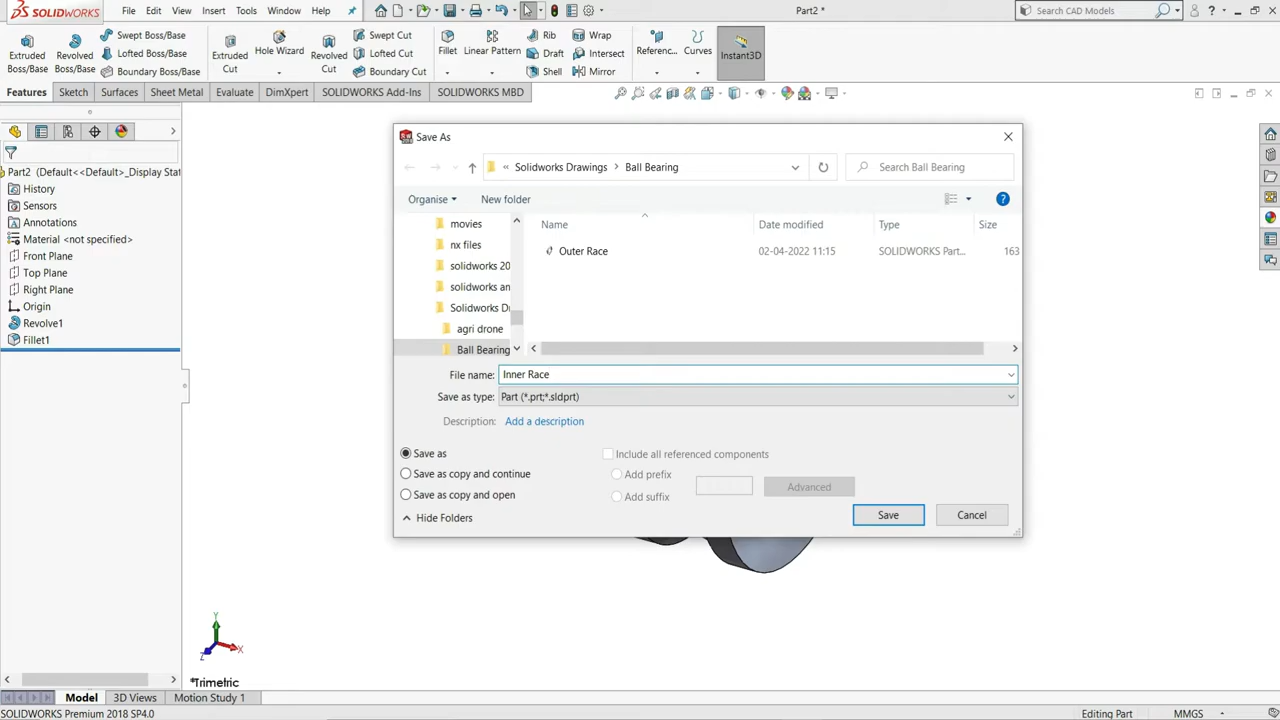 SOLIDWORKS
File Edit View Insert Tools Window Help
Part2 *
Search CAD Models
Extruded Boss/Base
Revolved Boss/Base
Swept Boss/Base
Lofted Boss/Base
Boundary Boss/Base
Extruded Cut
Hole Wizard
Revolved Cut
Swept Cut
Lofted Cut
Boundary Cut
Fillet
Linear Pattern
Rib
Draft
Shell
Wrap
Intersect
Mirror
Referenc...
Curves
Instant3D
Features Sketch Surfaces Sheet Metal Evaluate DimXpert SOLIDWORKS Add-Ins SOLIDWORKS MBD
Part2 (Default<<Default>_Display Stat
History
Sensors
Annotations
Material <not specified>
Front Plane
Top Plane
Right Plane
Origin
Revolve1
Fillet1
Save As
« Solidworks Drawings › Ball Bearing
Search Ball Bearing
Organise New folder
movies
nx files
solidworks 20
solidworks an
Solidworks Dr
agri drone
Ball Bearing
Name Date modified Type Size
Outer Race 02-04-2022 11:15 SOLIDWORKS Part... 163
File name: Inner Race
Save as type: Part (*.prt;*.sldprt)
Description: Add a description
Save as
Save as copy and continue
Save as copy and open
Include all referenced components
Add prefix
Add suffix
Advanced
Hide Folders
Save Cancel
Y
X
Z
*Trimetric
Model 3D Views Motion Study 1
SOLIDWORKS Premium 2018 SP4.0
Editing Part MMGS